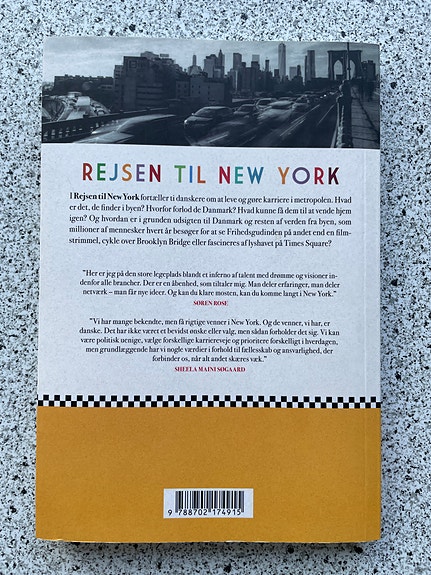 REJSEN TIL NEW YORK
I Rejsen til New York fortæller ti danskere om at leve og gøre karriere i metropolen. Hvad
er det, de finder i byen? Hvorfor forlod de Danmark? Hvad kunne få dem til at vende hjem
igen? Og hvordan er i grunden udsigten til Danmark og resten af verden fra byen, som
millioner af mennesker hvert år besøger for at se Frihedsgudinden på andet end en film-
strimmel, cykle over Brooklyn Bridge eller fascineres af lyshavet på Times Square?
"Her er jeg på den store legeplads blandt et inferno af talent med drømme og visioner in-
denfor alle brancher. Der er en åbenhed, som tiltaler mig. Man deler erfaringer, man deler
netværk – man får nye ideer. Og kan du klare mosten, kan du komme langt i New York."
SØREN ROSE
"Vi har mange bekendte, men få rigtige venner i New York. Og de venner, vi har, er
danske. Det har ikke været et bevidst ønske eller valg, men sådan forholder det sig. Vi kan
være politisk uenige, vælge forskellige karriereveje og prioritere forskelligt i hverdagen,
men grundlæggende har vi nogle værdier i forhold til fællesskab og ansvarlighed, der
forbinder os, når alt andet skæres væk."
SHEELA MAINI SØGAARD
9 788702 174915